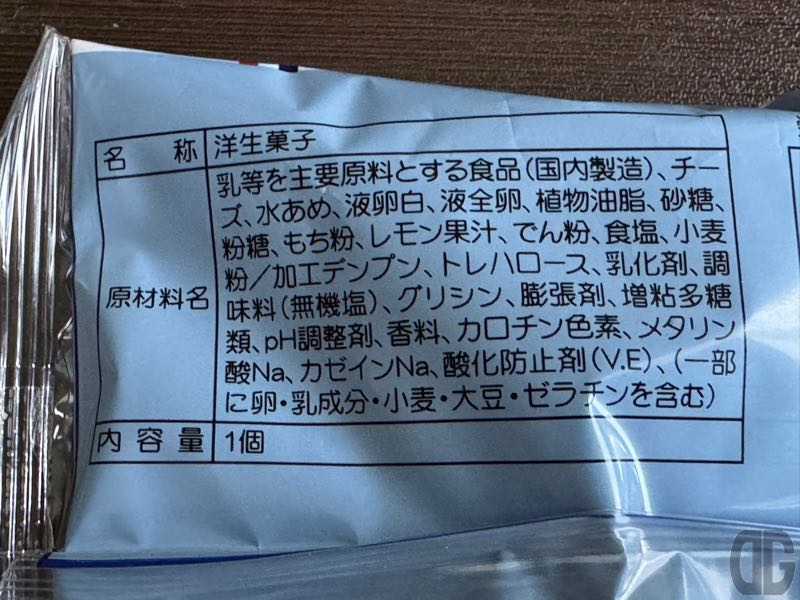 名 称 洋生菓子
乳等を主要原料とする食品(国内製造)、チー
ズ、水あめ、液卵白、液全卵、植物油脂、砂糖、
粉糖、もち粉、レモン果汁、でん粉、食塩、小麦
粉/加工デンプン、トレハロース、乳化剤、調
原材料名 味料(無機塩)、グリシン、膨張剤、増粘多糖
類、pH調整剤、香料、カロチン色素、メタリン
酸Na、カゼインNa、酸化防止剤(V.E)、(一部
に卵・乳成分・小麦・大豆・ゼラチンを含む)
内容量 1個
DG